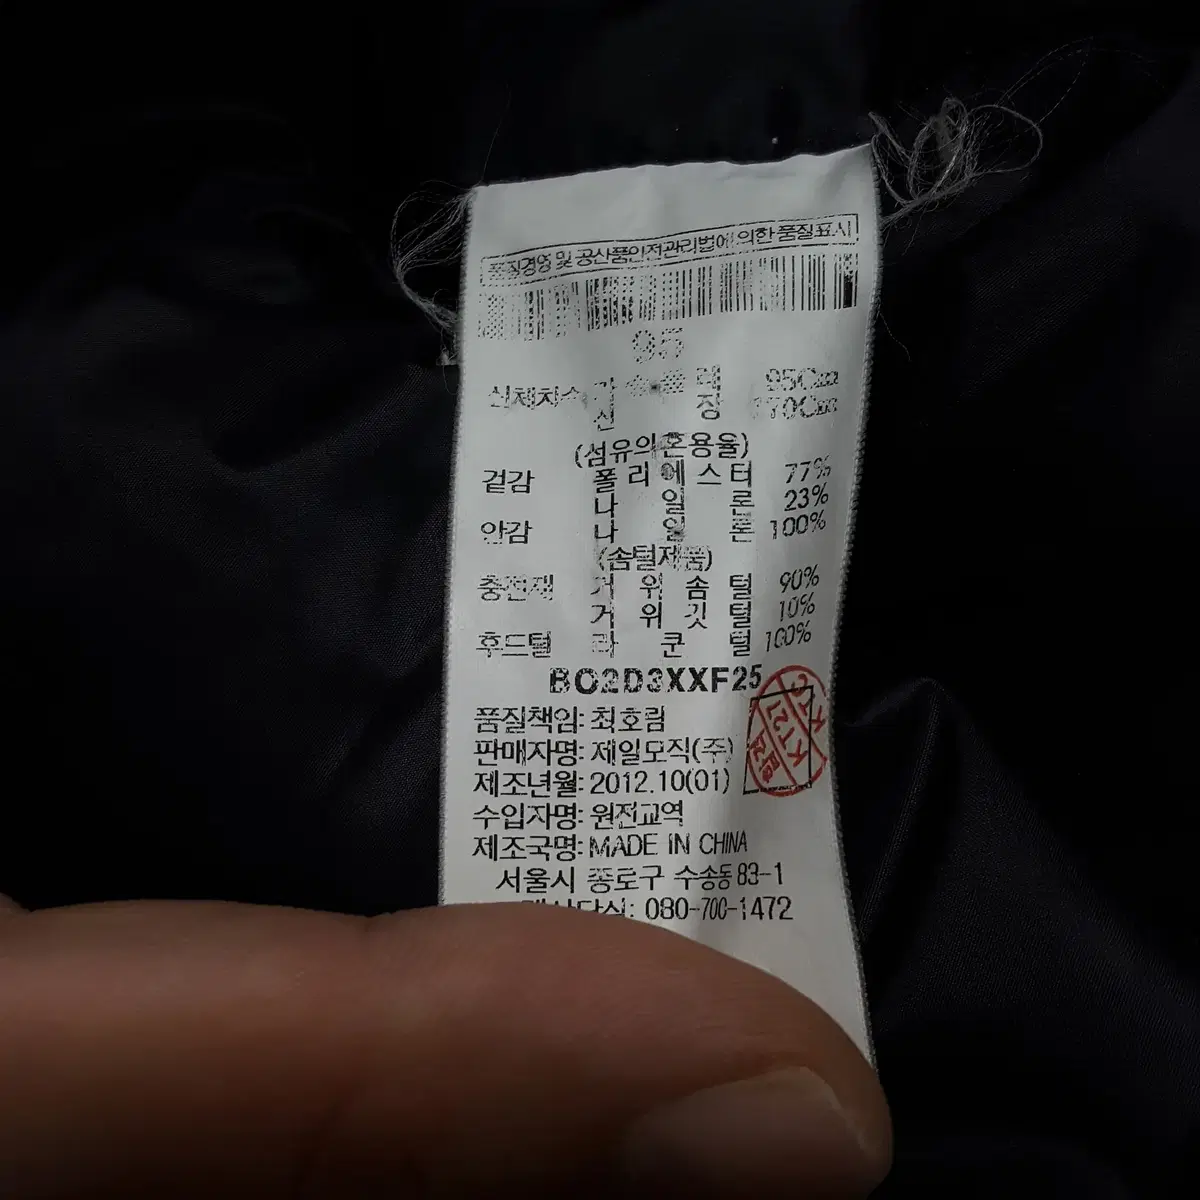 품질경영 및 공산품안전관리법에 의한 품질표시
95
신체치수 가 슴 둘 레 95Cm
신 장 170Cm
(섬유의혼용율)
겉감 폴 리 에 스 터 77%
나 일 론 23%
안감 나 일 론 100%
(솜털제품)
충전재 거 위 솜 털 90%
거 위 깃 털 10%
후드털 라 쿤 털 100%
BO2D3XXF25
품질책임: 최호림
판매자명: 제일모직(주)
제조년월: 2012.10(01)
수입자명: 원전교역
제조국명: MADE IN CHINA
서울시 종로구 수송동 83-1
080-700-1472
KT21